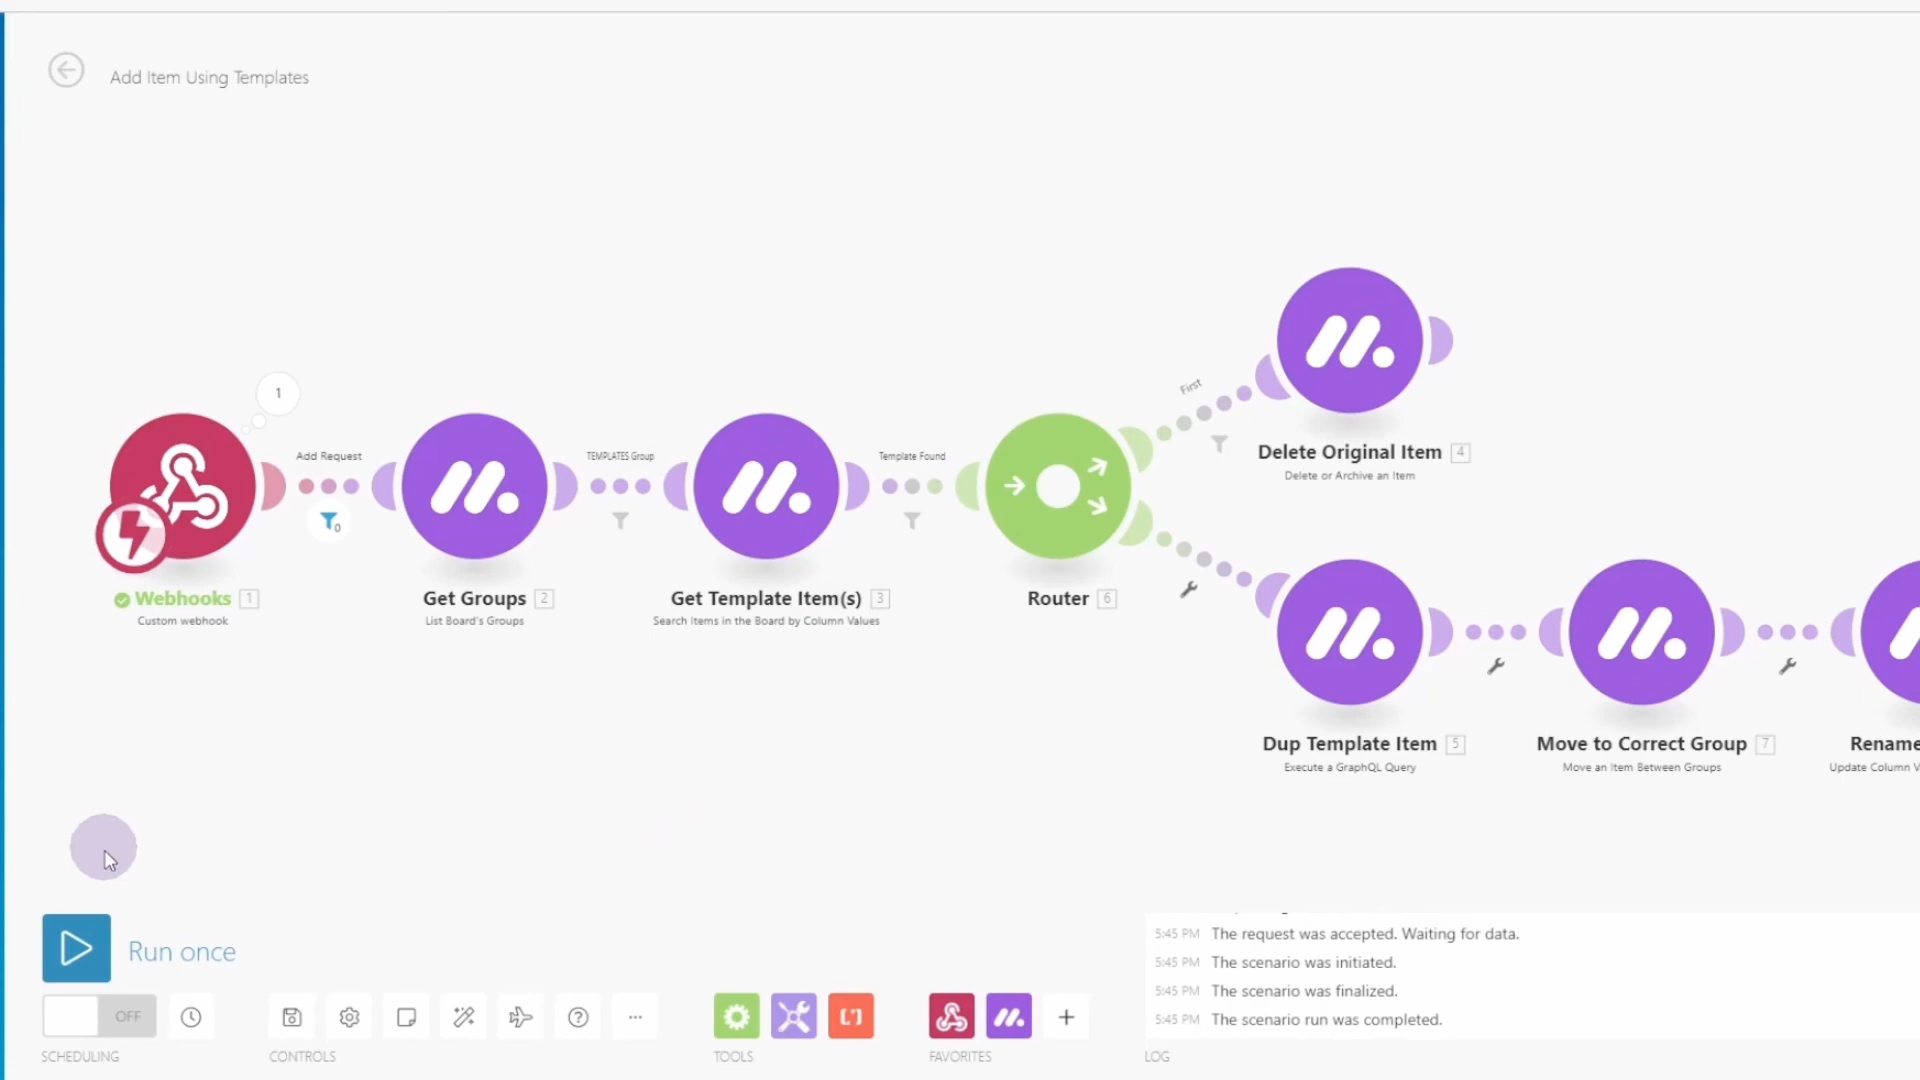 Add Item Using Templates
First
1
Delete Original Item 4
Delete or Archive an Item
Add Request
TEMPLATES Group
Template Found
0
Webhooks 1
Custom webhook
Get Groups 2
List Board's Groups
Get Template Item(s) 3
Search Items in the Board by Column Values
Router 6
Dup Template Item 5
Execute a GraphQL Query
Move to Correct Group 7
Move an Item Between Groups
Rename
Update Column V
Run once
OFF
SCHEDULING
CONTROLS
TOOLS
FAVORITES
5:45 PM The request was accepted. Waiting for data.
5:45 PM The scenario was initiated.
5:45 PM The scenario was finalized.
5:45 PM The scenario run was completed.
LOG